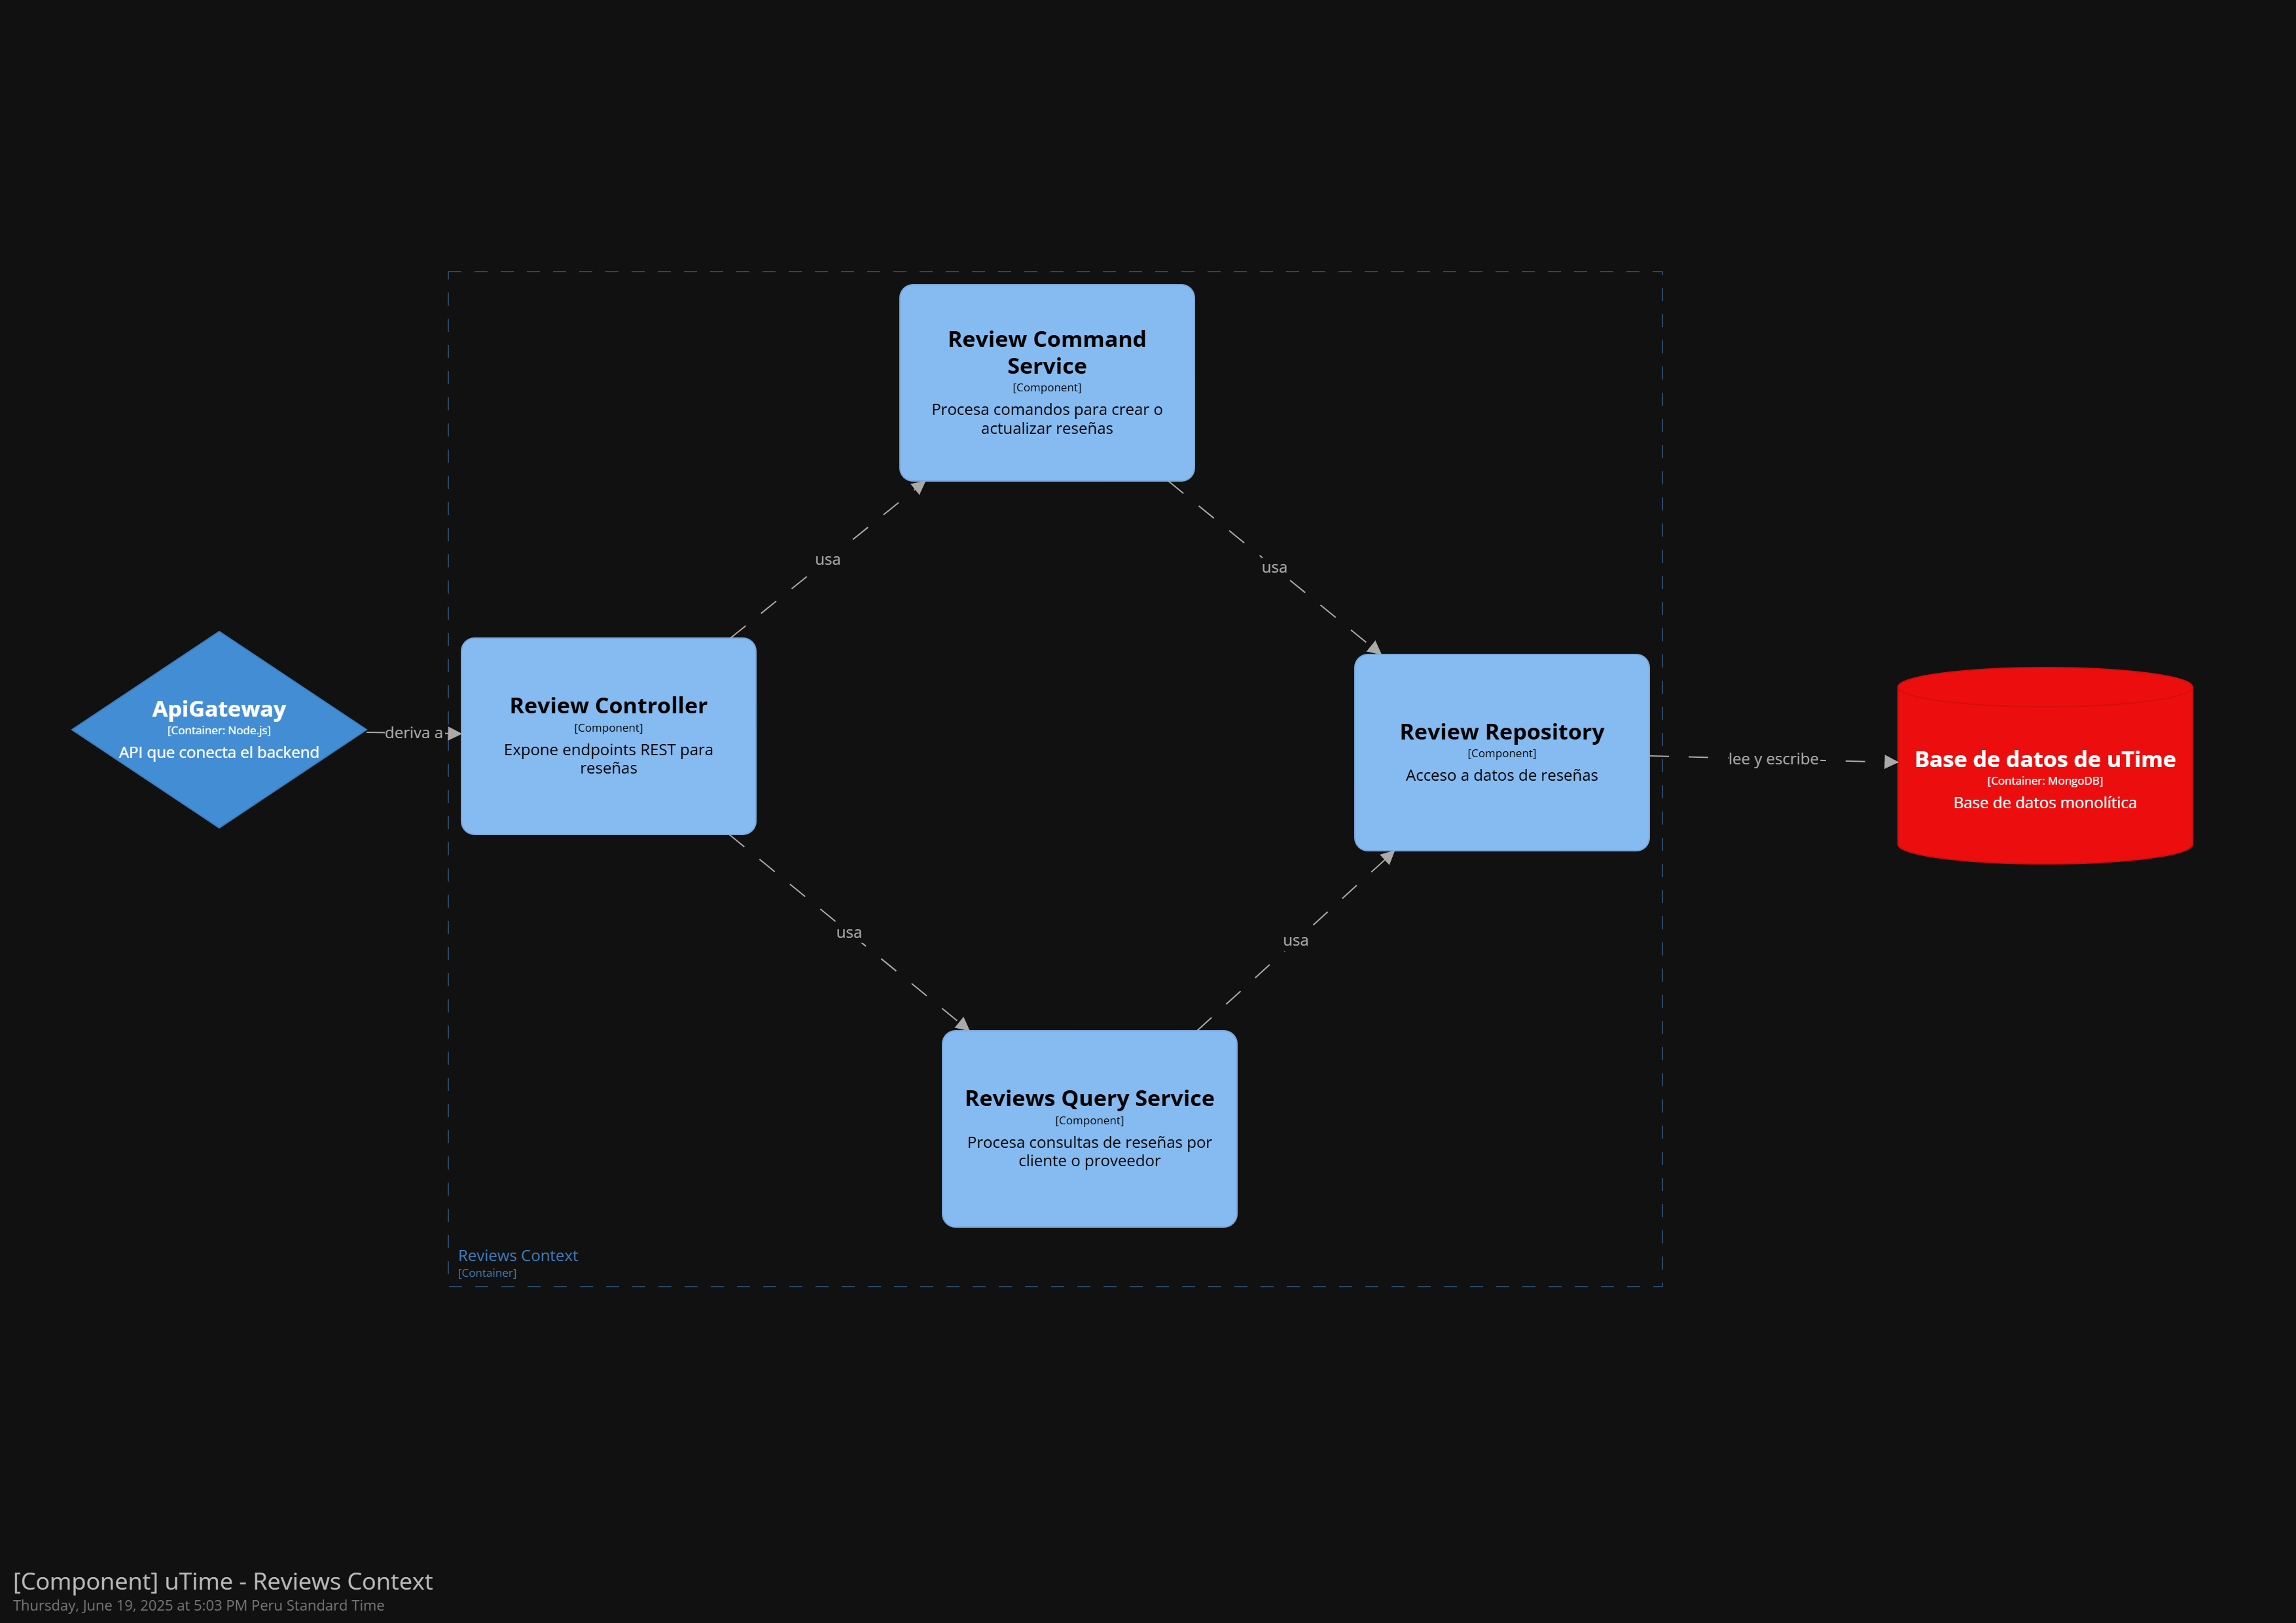 Review Command
Service
[Component]
Procesa comandos para crear o
actualizar reseñas
usa
usa
ApiGateway
[Container: Node.js]
API que conecta el backend
deriva a
Review Controller
[Component]
Expone endpoints REST para
reseñas
Review Repository
[Component]
Acceso a datos de reseñas
lee y escribe
Base de datos de uTime
[Container: MongoDB]
Base de datos monolítica
usa
usa
Reviews Query Service
[Component]
Procesa consultas de reseñas por
cliente o proveedor
Reviews Context
[Container]
[Component] uTime - Reviews Context
Thursday, June 19, 2025 at 5:03 PM Peru Standard Time